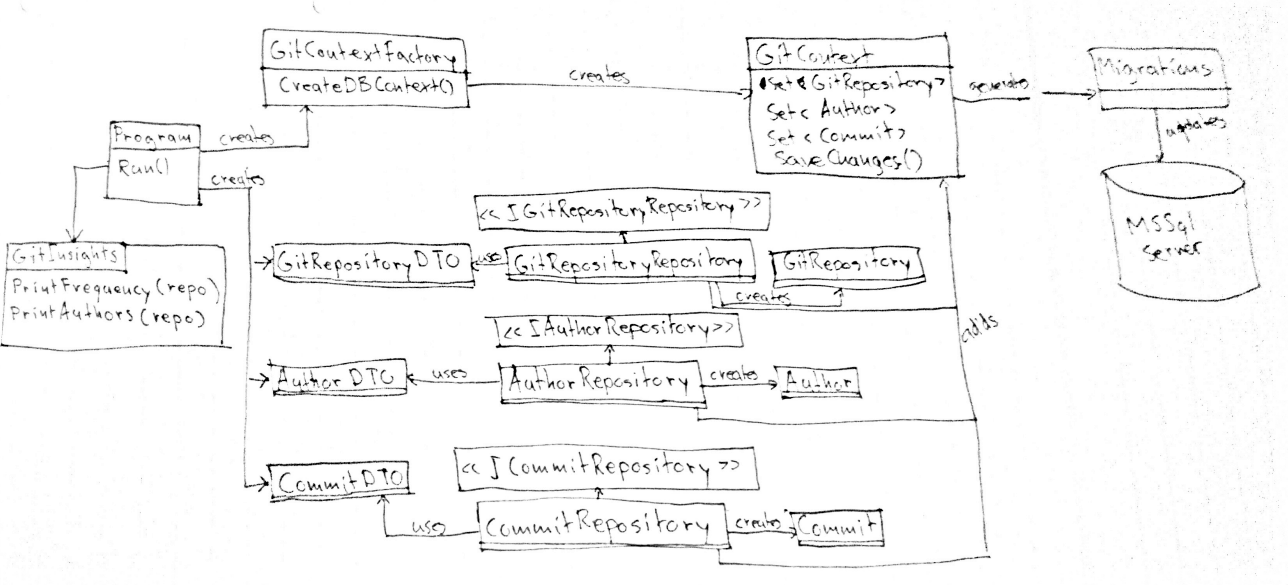 GitContextFactory
CreateDBContext()
creates
GitContext
Set<GitRepository>
Set<Author>
Set<Commit>
SaveChanges()
generates
Migrations
updates
MSSql
Server
Program
Run()
creates
creates
GitInsights
PrintFrequency(repo)
PrintAuthors(repo)
<<IGitRepositoryRepository>>
GitRepositoryDTO
uses
GitRepositoryRepository
GitRepository
creates
<<IAuthorRepository>>
adds
AuthorDTO
uses
AuthorRepository
creates
Author
<<ICommitRepository>>
CommitDTO
uses
CommitRepository
creates
Commit